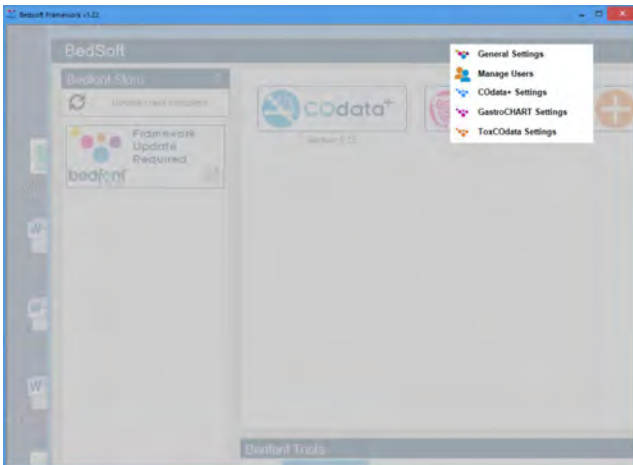 Bedsoft Framework v1.22
BedSoft
General Settings
Manage Users
COdata+ Settings
GastroCHART Settings
ToxCOdata Settings
Bedfont Store
COdata+
Framework
Update
Required
bedfont
Bedfont Tools